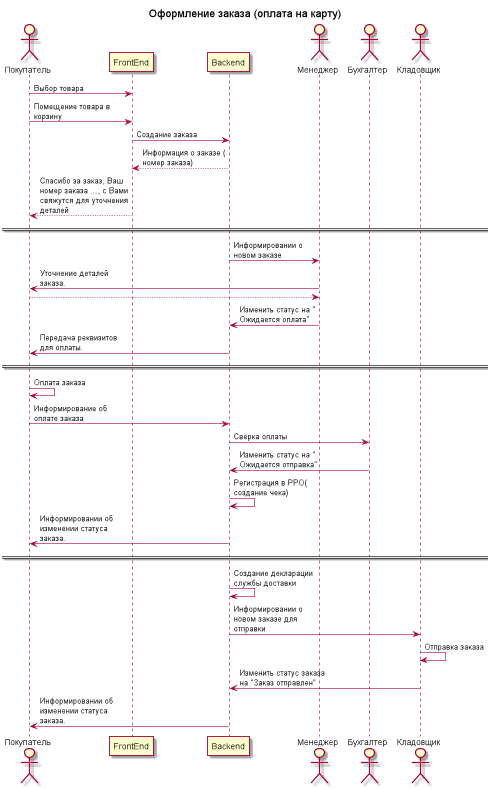 Оформление заказа (оплата на карту)
Покупатель
FrontEnd
Backend
Менеджер
Бухгалтер
Кладовщик
Выбор товара
Помещение товара в
корзину
Создание заказа
Информация о заказе (
номер заказа)
Спасибо за заказ, Ваш
номер заказа ..., с Вами
свяжутся для уточнения
деталей
Информировании о
новом заказе
Уточнение деталей
заказа.
Изменить статус на "
Ожидается оплата"
Передача реквизитов
для оплаты.
Оплата заказа
Информирование об
оплате заказа
Сверка оплаты
Изменить статус на "
Ожидается отправка"
Регистрация в РРО(
создание чека)
Информировании об
изменении статуса
заказа.
Создание декларации
службы доставки
Информировании о
новом заказе для
отправки
Отправка заказа
Изменить статус заказа
на "Заказ отправлен"
Информировании об
изменении статуса
заказа.
Покупатель
FrontEnd
Backend
Менеджер
Бухгалтер
Кладовщик